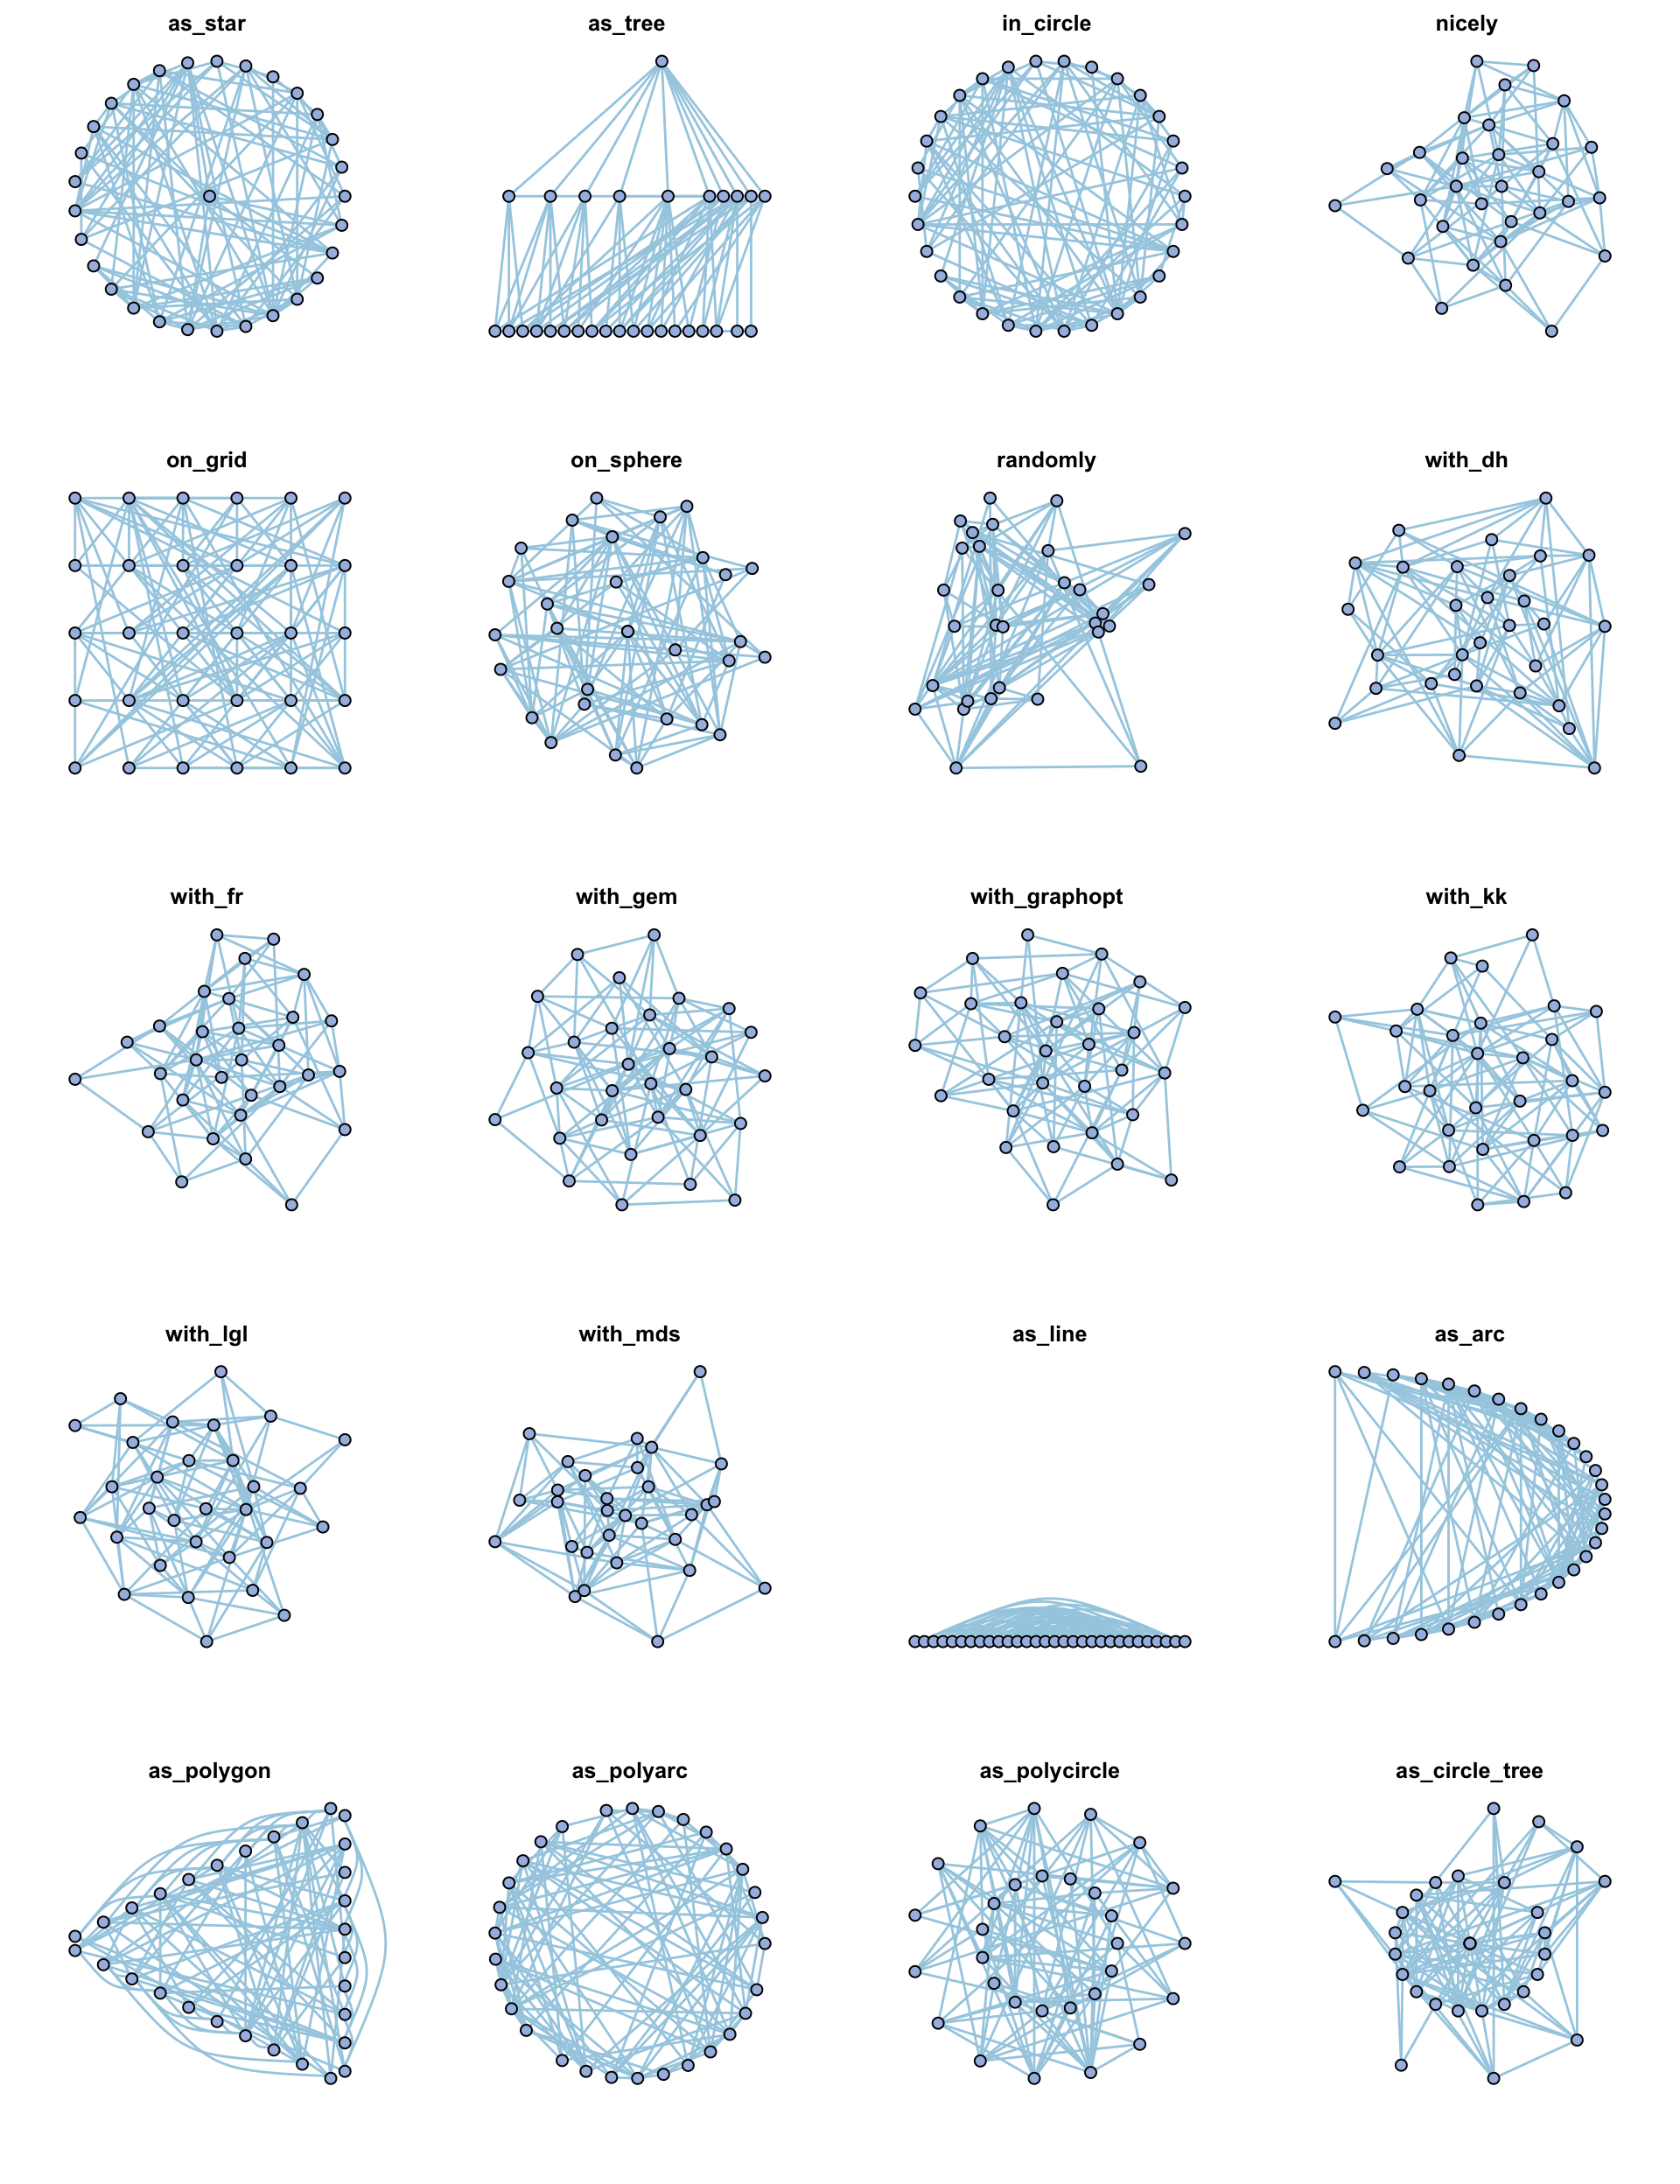 as_star as_tree in_circle nicely
on_grid on_sphere randomly with_dh
with_fr with_gem with_graphopt with_kk
with_lgl with_mds as_line as_arc
as_polygon as_polyarc as_polycircle as_circle_tree